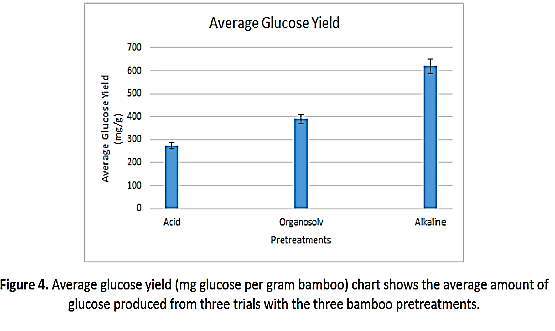 Average Glucose Yield
Average Glucose Yield
(mg/g)
700
600
500
400
300
200
100
0
Acid Organosolv Alkaline
Pretreatments
Figure 4. Average glucose yield (mg glucose per gram bamboo) chart shows the average amount of
glucose produced from three trials with the three bamboo pretreatments.